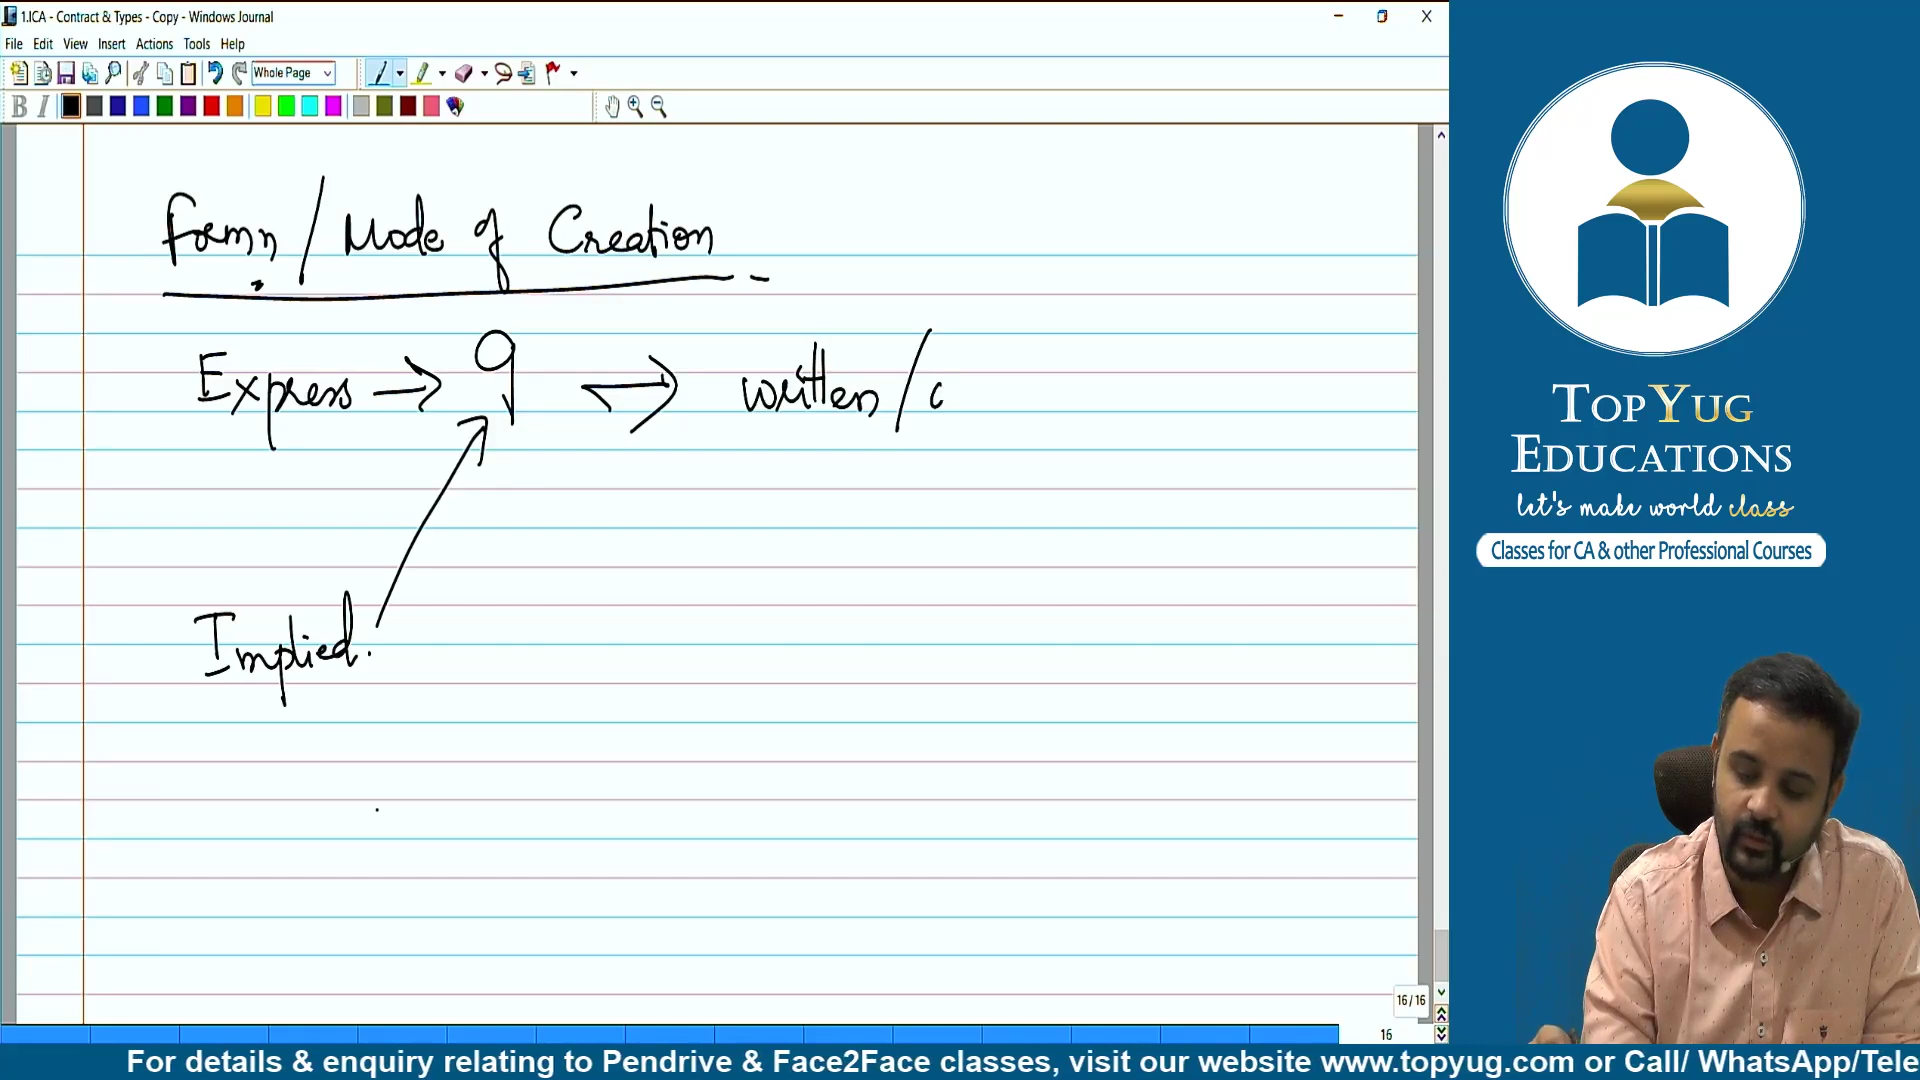 1.ICA - Contract & Types - Copy - Windows Journal
File Edit View Insert Actions Tools Help
Whole Page
B I
Formn / Mode of Creation
Express → 9 → written /
Implied.
16 / 16
16
TOPYUG
EDUCATIONS
let's make world class
Classes for CA & other Professional Courses
For details & enquiry relating to Pendrive & Face2Face classes, visit our website www.topyug.com or Call/ WhatsApp/Tele